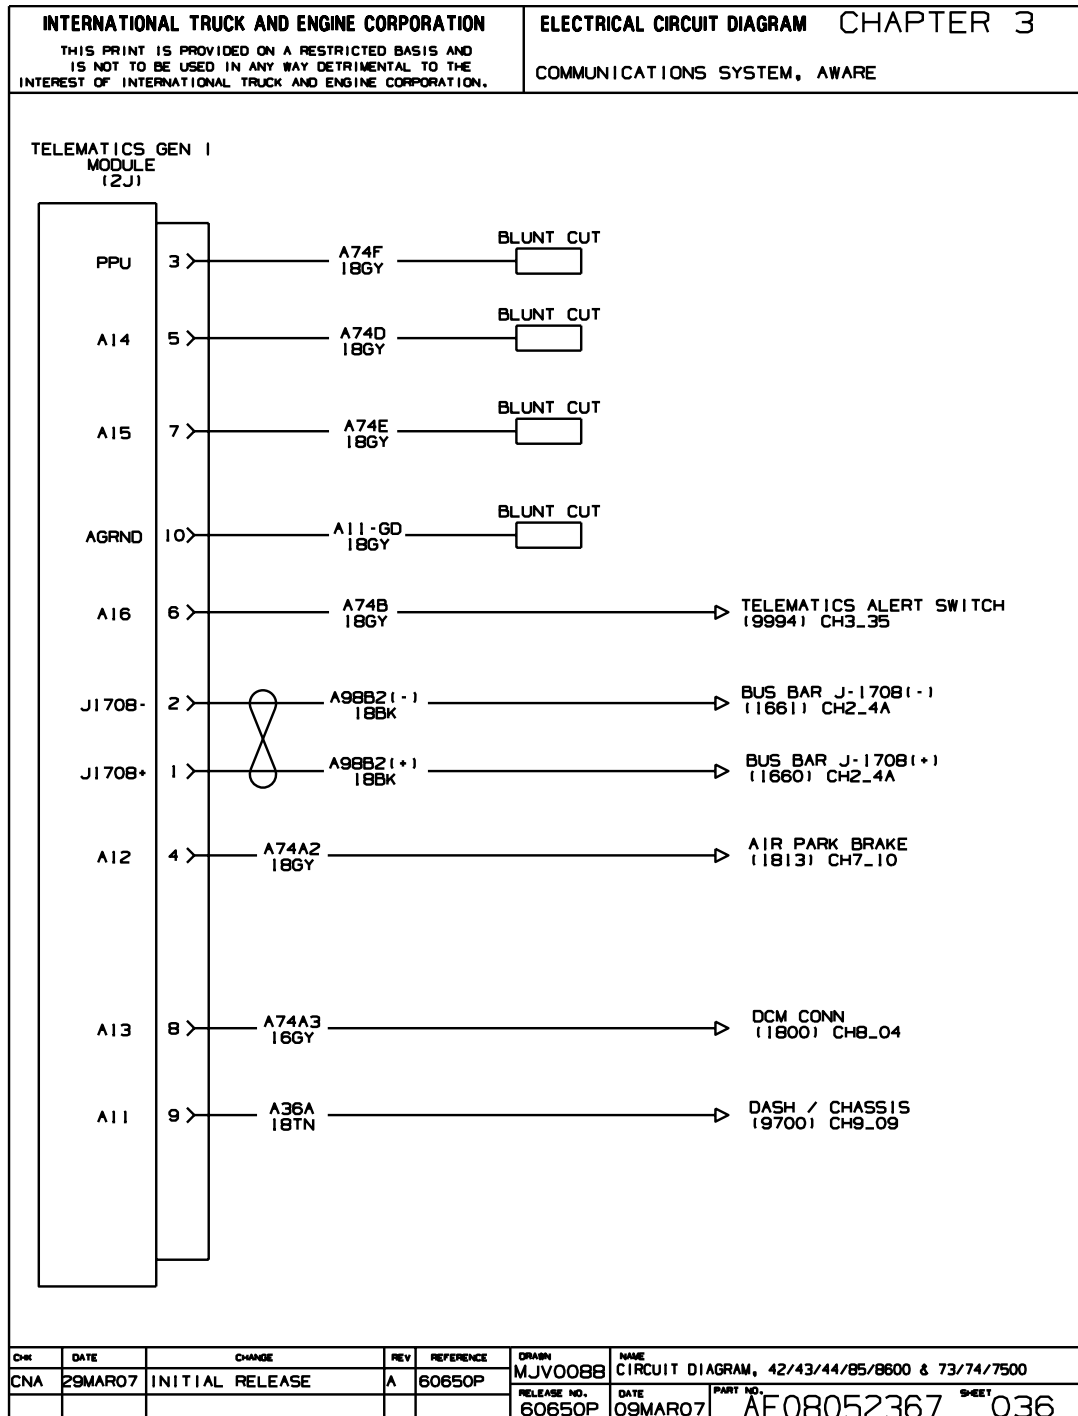 INTERNATIONAL TRUCK AND ENGINE CORPORATION
THIS PRINT IS PROVIDED ON A RESTRICTED BASIS AND
IS NOT TO BE USED IN ANY WAY DETRIMENTAL TO THE
INTEREST OF INTERNATIONAL TRUCK AND ENGINE CORPORATION.
ELECTRICAL CIRCUIT DIAGRAM CHAPTER 3
COMMUNICATIONS SYSTEM, AWARE
TELEMATICS GEN 1
MODULE
(2J)
PPU 3 A74F BLUNT CUT
18GY
A14 5 A74D BLUNT CUT
18GY
A15 7 A74E BLUNT CUT
18GY
AGRND 10 A11-GD BLUNT CUT
18GY
A16 6 A74B TELEMATICS ALERT SWITCH
18GY (9994) CH3_35
J1708- 2 A98B2(-) BUS BAR J-1708(-)
18BK (1661) CH2_4A
J1708+ 1 A98B2(+) BUS BAR J-1708(+)
18BK (1660) CH2_4A
A12 4 A74A2 AIR PARK BRAKE
18GY (1813) CH7_10
A13 8 A74A3 DCM CONN
16GY (1800) CH8_04
A11 9 A36A DASH / CHASSIS
18TN (9700) CH9_09
CHK DATE CHANGE REV REFERENCE
CNA 29MAR07 INITIAL RELEASE A 60650P
DRAWN
MJV0088
NAME
CIRCUIT DIAGRAM, 42/43/44/85/8600 & 73/74/7500
RELEASE NO.
60650P
DATE
09MAR07
PART NO.
AE08052367
SHEET
036